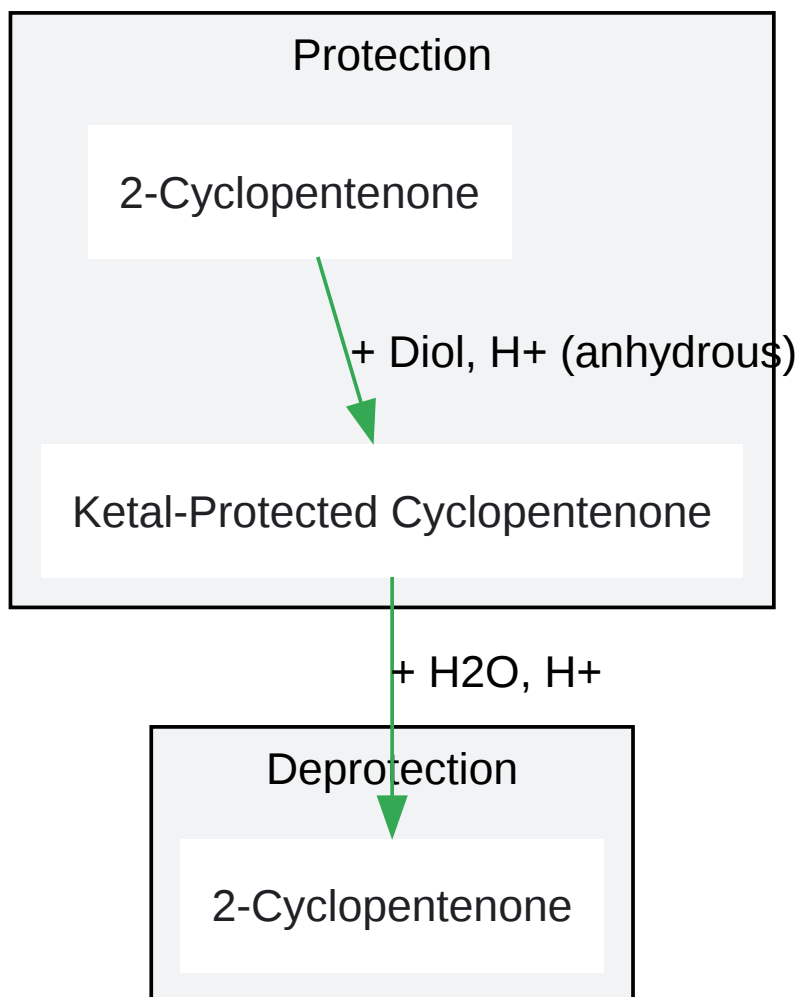 Protection
2-Cyclopentenone
+ Diol, H+ (anhydrous)
Ketal-Protected Cyclopentenone
+ H2O, H+
Deprotection
2-Cyclopentenone